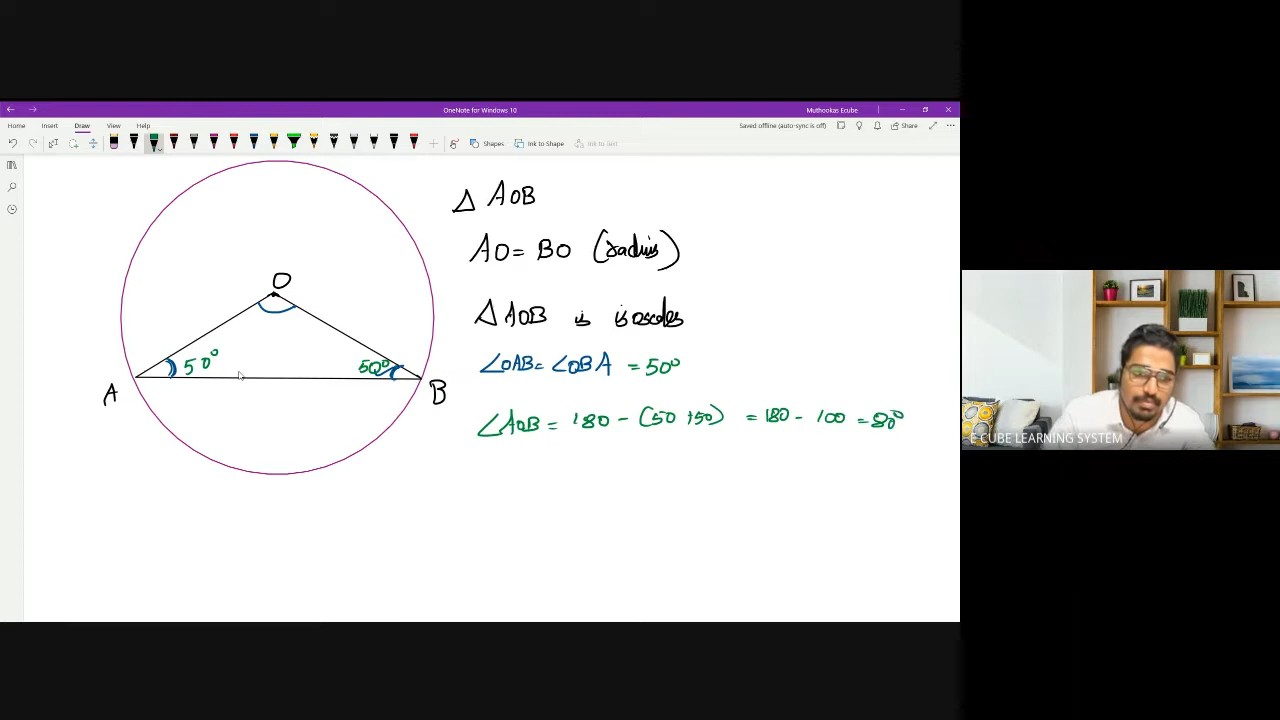 OneNote for Windows 10
Muthookas Ecube
Home Insert Draw View Help
Saved offline (auto-sync is off)
Share
Shapes
Ink to Shape
Ink to Text
△ AOB
AO = BO (radius)
△ AOB is isosceles
∠OAB = ∠OBA = 50°
∠AOB = 180 - (50+50) = 180 - 100 = 80°
O
50°
50°
A
B
E CUBE LEARNING SYSTEM